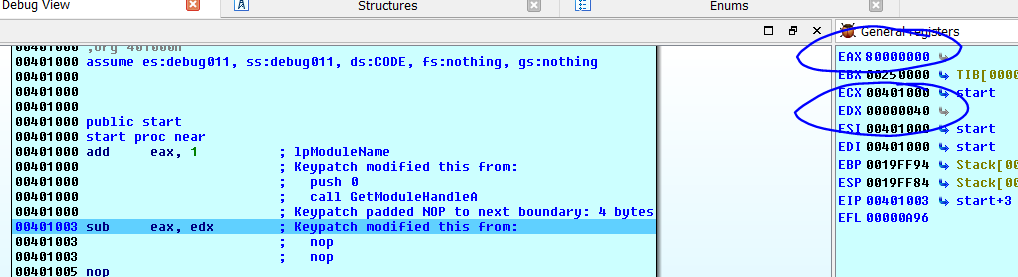 Debug View
Structures
Enums
General registers
00401000 ;org 401000h
00401000 assume es:debug011, ss:debug011, ds:CODE, fs:nothing, gs:nothing
00401000
00401000
00401000
00401000 public start
00401000 start proc near
00401000 add eax, 1 ; lpModuleName
00401000 ; Keypatch modified this from:
00401000 ; push 0
00401000 ; call GetModuleHandleA
00401000 ; Keypatch padded NOP to next boundary: 4 bytes
00401003 sub eax, edx ; Keypatch modified this from:
00401003 ; nop
00401003 ; nop
00401005 nop
EAX 80000000
EBX 00250000 TIB[0000
ECX 00401000 start
EDX 00000040
ESI 00401000 start
EDI 00401000 start
EBP 0019FF94 Stack[00
ESP 0019FF84 Stack[00
EIP 00401003 start+3
EFL 00000A96